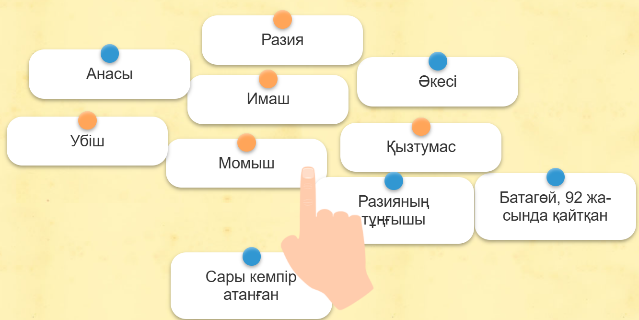 Разия
Анасы
Әкесі
Имаш
Убіш
Момыш
Қызтумас
Разияның
тұңғышы
Батагөй, 92 жа-
сында қайтқан
Сары кемпір
атанған